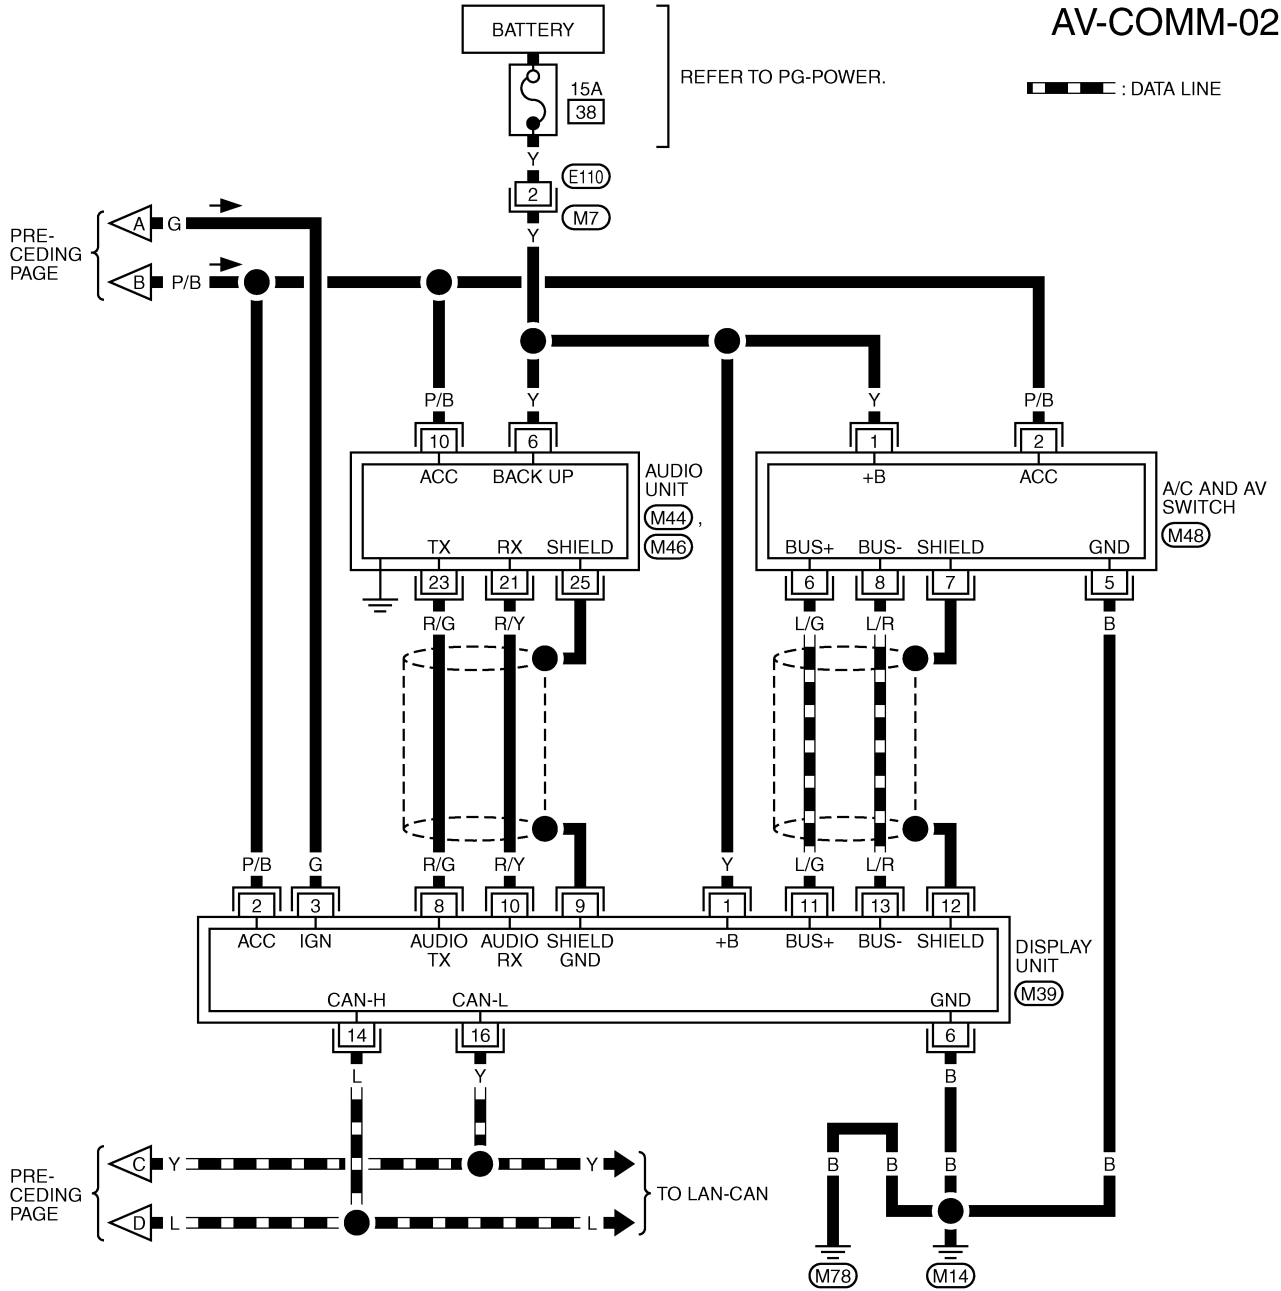 AV-COMM-02
BATTERY
15A
38
REFER TO PG-POWER.
: DATA LINE
Y
E110
2
M7
Y
PRE-
CEDING
PAGE
A G
B P/B
P/B Y Y P/B
10 6 1 2
ACC BACK UP +B ACC
AUDIO
UNIT
M44 ,
M46
A/C AND AV
SWITCH
M48
TX RX SHIELD BUS+ BUS- SHIELD GND
23 21 25 6 8 7 5
R/G R/Y L/G L/R B
P/B G R/G R/Y Y L/G L/R
2 3 8 10 9 1 11 13 12
ACC IGN AUDIO TX AUDIO RX SHIELD GND +B BUS+ BUS- SHIELD
DISPLAY
UNIT
M39
CAN-H CAN-L GND
14 16 6
L Y B
PRE-
CEDING
PAGE
C Y Y
D L L
TO LAN-CAN
B B B B
M78 M14